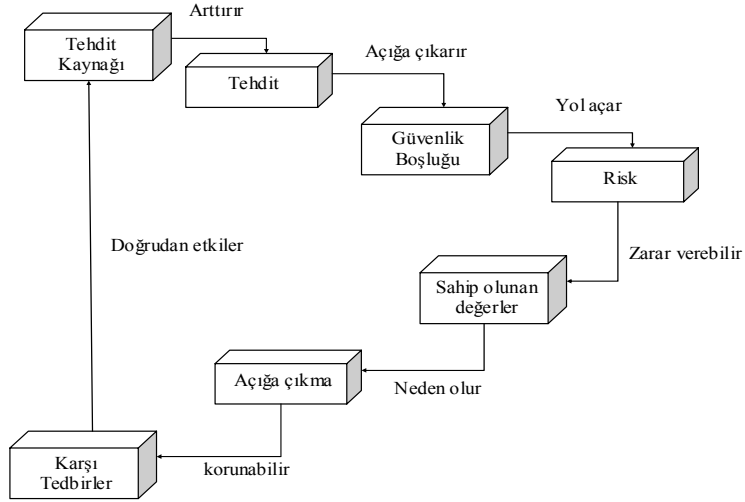 Arttırır
Tehdit
Kaynağı
Tehdit
Açığa çıkarır
Güvenlik
Boşluğu
Yol açar
Risk
Zarar verebilir
Sahip olunan
değerler
Neden olur
Açığa çıkma
korunabilir
Karşı
Tedbirler
Doğrudan etkiler